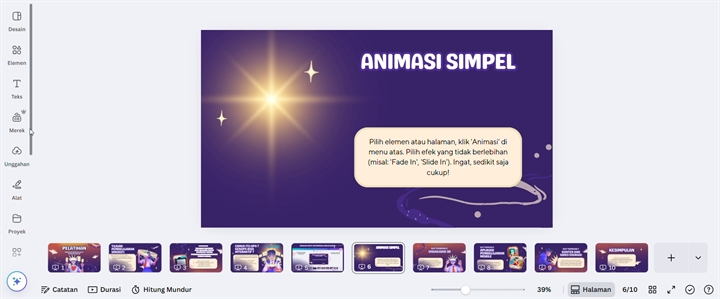 Desain
Elemen
Teks
Merek
Unggahan
Alat
Proyek
ANIMASI SIMPEL
Pilih elemen atau halaman, klik 'Animasi' di
menu atas. Pilih efek yang tidak berlebihan
(misal: 'Fade In', 'Slide In'). Ingat, sedikit saja
cukup!
PELATIHAN
1
2
3
4
5
ANIMASI SIMPEL
6
7
8
9
KESIMPULAN
10
Catatan
Durasi
Hitung Mundur
39%
Halaman
6/10